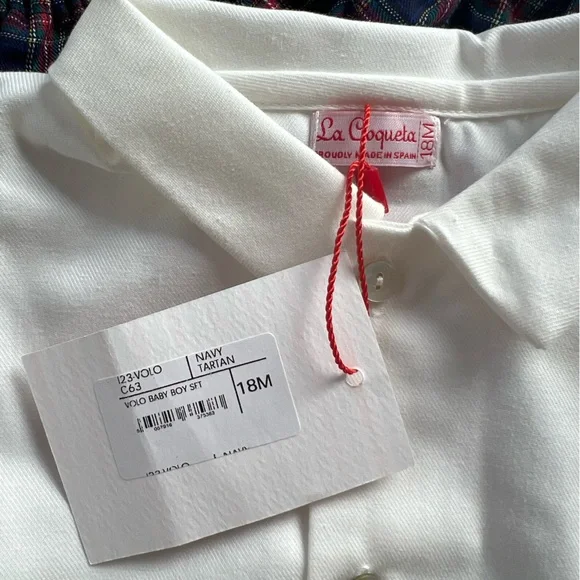 La Coqueta
PROUDLY MADE IN SPAIN
18M
I23-VOLO
C63
NAVY
TARTAN
VOLO BABY BOY SET
18M